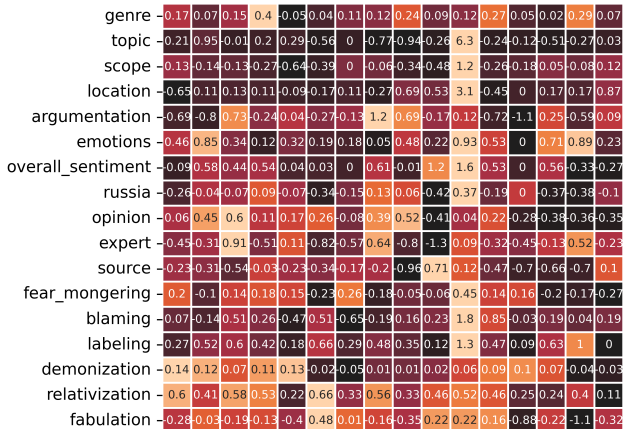 genre 0.17 0.07 0.15 0.4 -0.05 0.04 0.11 0.12 0.24 0.09 0.12 0.27 0.05 0.02 0.29 0.07
topic 0.21 0.95 -0.01 0.2 0.29 -0.56 0 -0.77 -0.94 -0.26 6.3 -0.24 -0.12 -0.51 -0.27 0.03
scope 0.13 -0.14 -0.13 -0.27 -0.64 -0.39 0 -0.06 -0.34 -0.48 1.2 -0.26 0.18 0.05 -0.08 0.12
location -0.65 0.11 0.13 0.11 -0.09 -0.17 0.11 -0.27 0.69 0.53 3.1 -0.45 0 0.17 0.17 0.87
argumentation -0.69 -0.8 0.73 -0.24 0.04 -0.27 -0.13 1.2 0.69 -0.17 0.12 -0.72 -1.1 0.25 -0.59 0.09
emotions 0.46 0.85 0.34 0.12 0.32 0.19 0.18 0.05 0.48 0.22 0.93 0.53 0 0.71 0.89 0.23
overall_sentiment -0.09 0.58 0.44 0.54 0.04 0.03 0 0.61 -0.01 1.2 1.6 0.53 0 0.56 -0.33 -0.27
russia -0.26 -0.04 -0.07 0.09 -0.07 -0.34 -0.15 0.13 0.06 -0.42 0.37 -0.19 0 -0.37 -0.38 -0.1
opinion 0.06 0.45 0.6 0.11 0.17 0.26 -0.08 0.39 0.52 -0.41 0.04 0.22 -0.28 -0.38 -0.36 -0.35
expert -0.45 -0.31 0.91 -0.51 0.11 -0.82 -0.57 0.64 -0.8 -1.3 0.09 -0.32 -0.45 -0.13 0.52 -0.23
source -0.23 -0.31 -0.54 -0.03 -0.23 -0.34 -0.17 -0.2 -0.96 0.71 0.12 -0.47 -0.7 -0.66 -0.7 0.1
fear_mongering 0.2 -0.1 0.14 0.18 0.15 -0.23 0.26 -0.18 -0.05 -0.06 0.45 0.14 0.16 -0.2 -0.17 -0.27
blaming 0.07 -0.14 0.51 0.26 -0.47 0.51 -0.65 -0.19 0.16 0.23 1.8 0.85 -0.03 0.19 0.04 0.19
labeling 0.27 0.52 0.6 0.42 0.18 0.66 0.29 0.48 0.35 0.12 1.3 0.47 0.09 0.63 1 0
demonization 0.14 0.12 0.07 0.11 0.13 -0.02 -0.05 0.01 0.01 0.02 0.06 0.09 0.1 0.07 -0.04 -0.03
relativization 0.6 0.41 0.58 0.53 0.22 0.66 0.33 0.56 0.33 0.46 0.52 0.46 0.25 0.24 0.4 0.11
fabulation -0.28 -0.03 -0.19 -0.13 -0.4 0.48 0.01 -0.16 -0.35 0.22 0.22 0.16 -0.88 -0.22 -1.1 -0.32